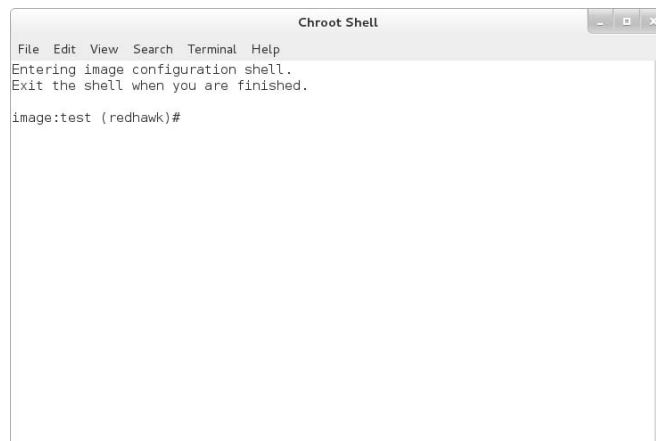 Chroot Shell
File Edit View Search Terminal Help
Entering image configuration shell.
Exit the shell when you are finished.
image:test (redhawk)#